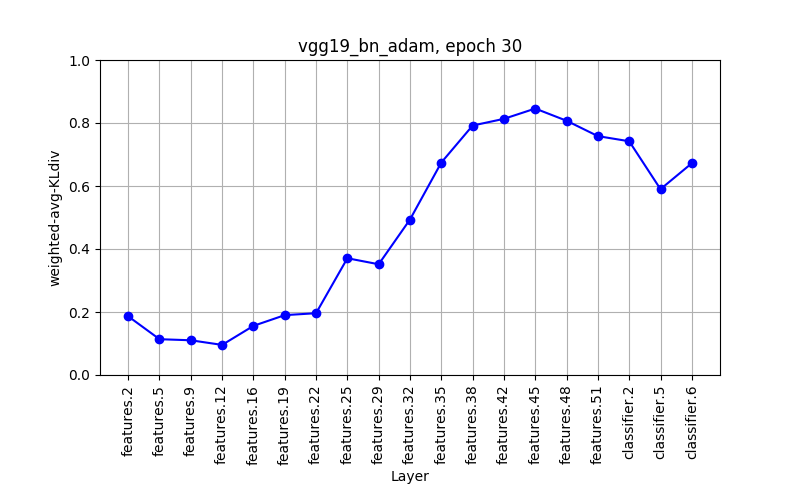 vgg19_bn_adam, epoch 30
weighted-avg-KLdiv
1.0
0.8
0.6
0.4
0.2
0.0
features.2
features.5
features.9
features.12
features.16
features.19
features.22
features.25
features.29
features.32
features.35
features.38
features.42
features.45
features.48
features.51
classifier.2
classifier.5
classifier.6
Layer